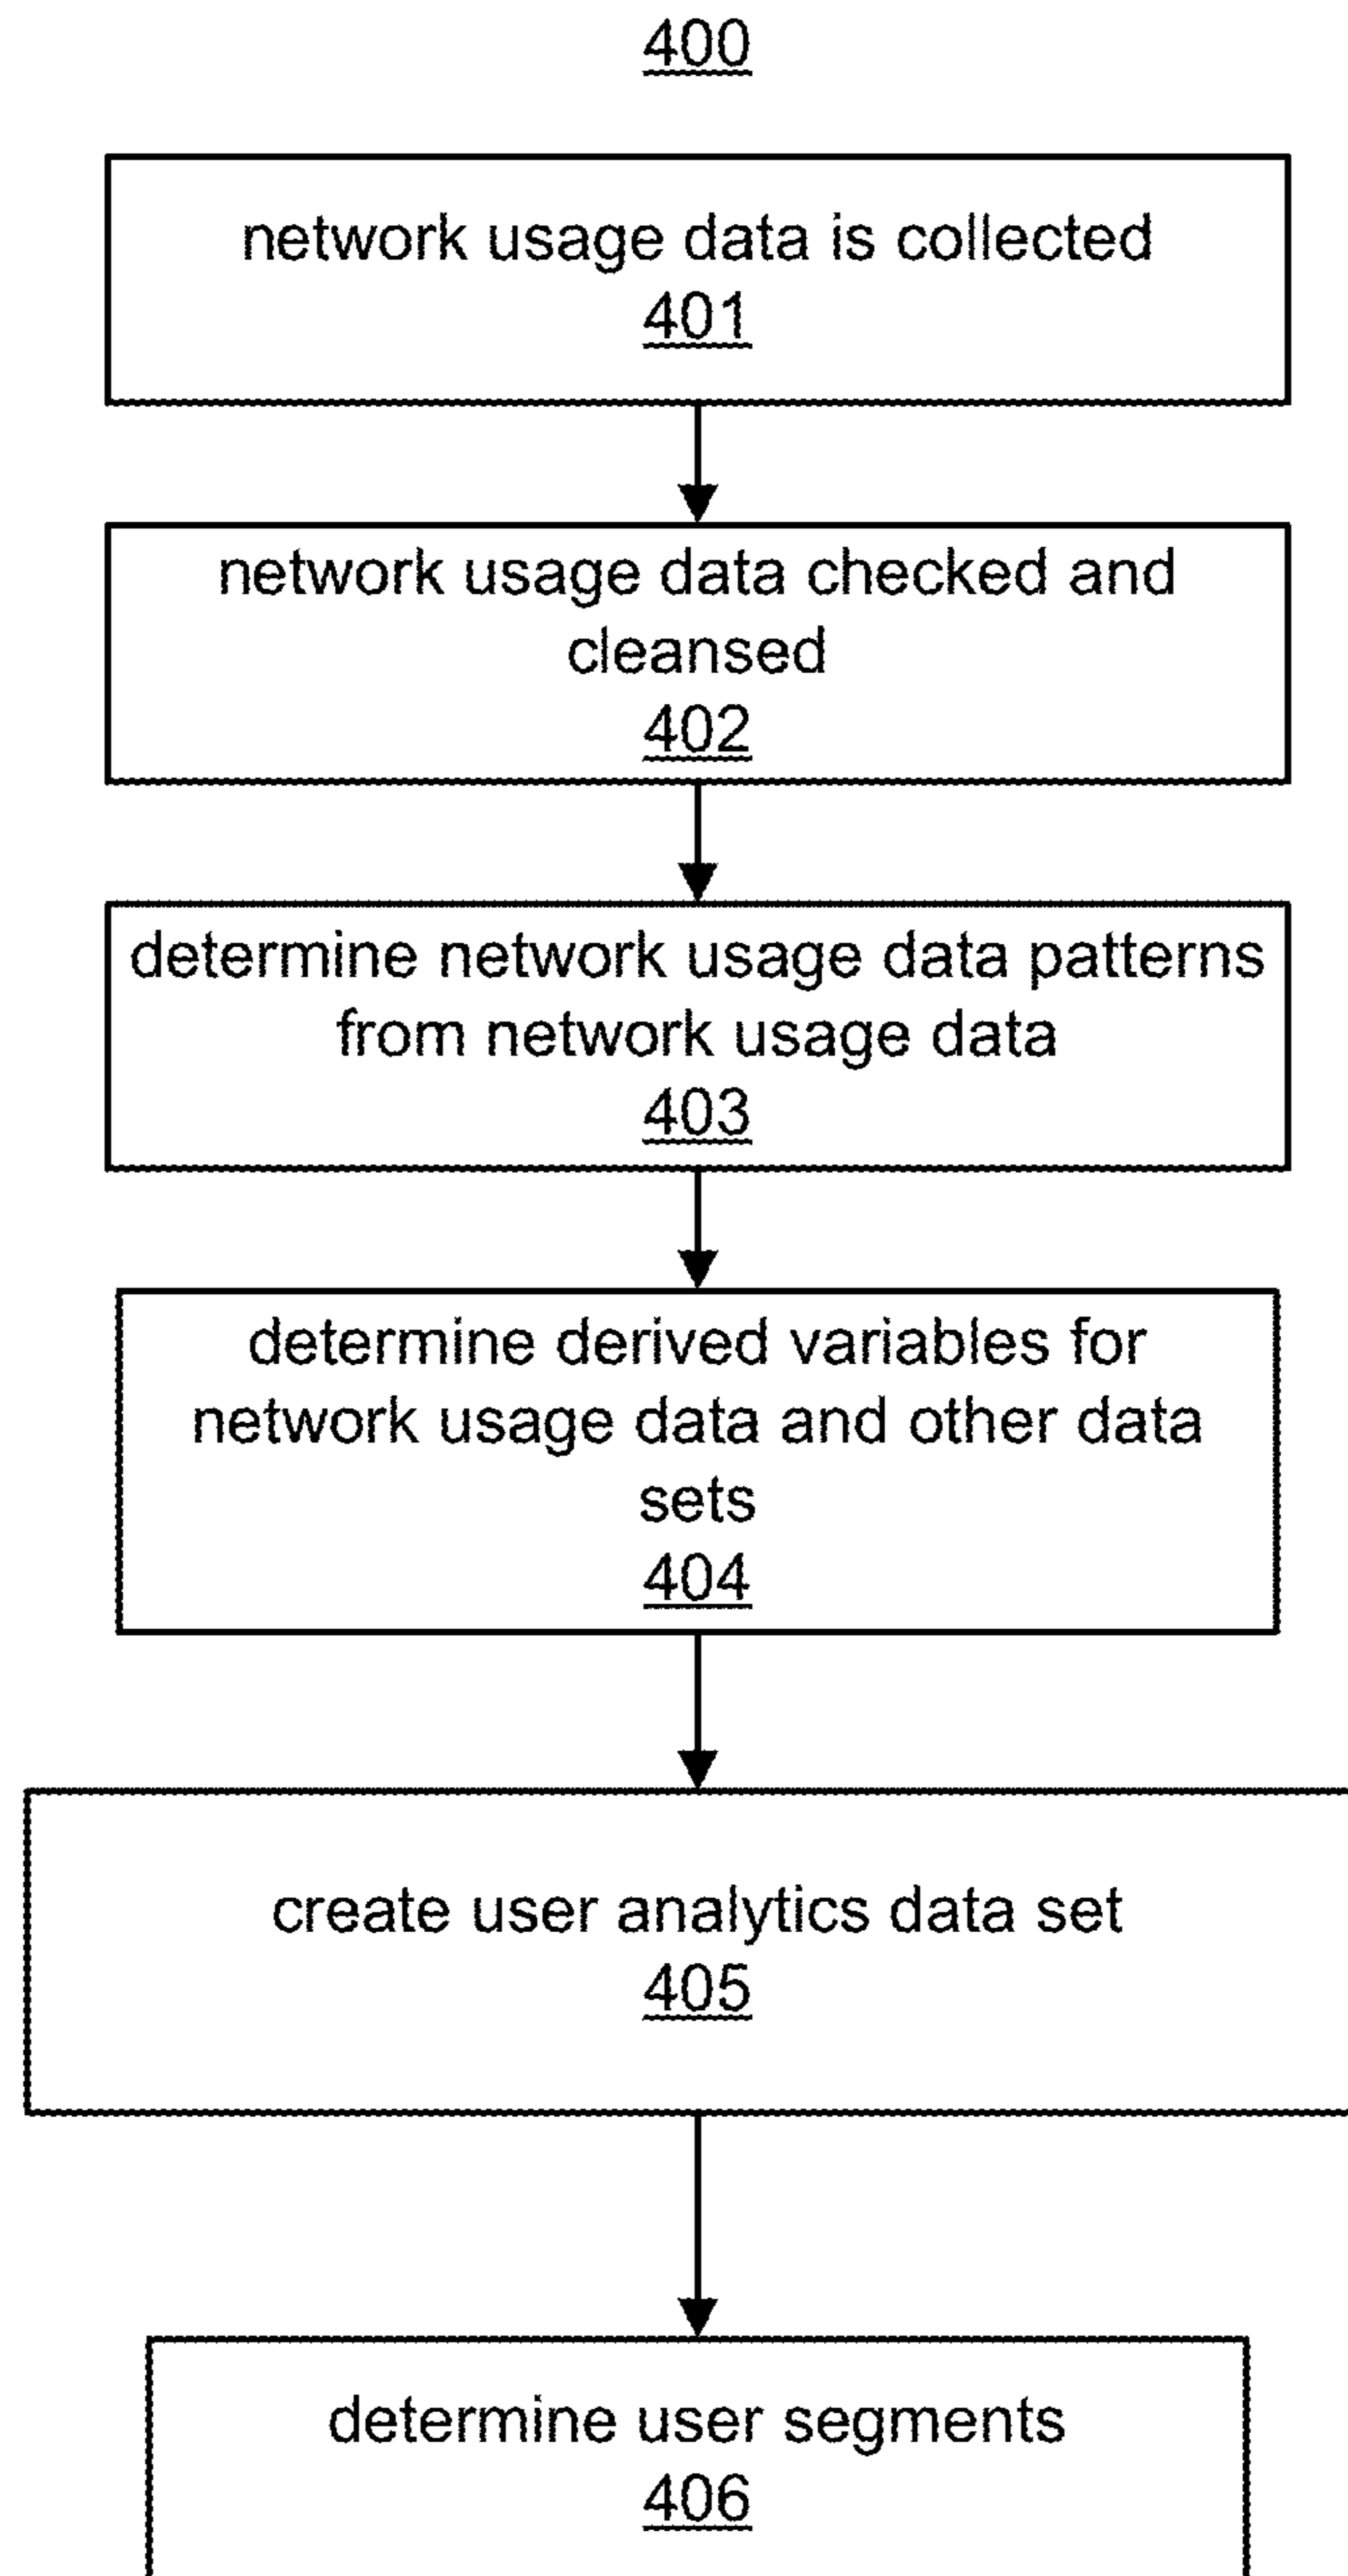 400
network usage data is collected
401
network usage data checked and
cleansed
402
determine network usage data patterns
from network usage data
403
determine derived variables for
network usage data and other data
sets
404
create user analytics data set
405
determine user segments
406